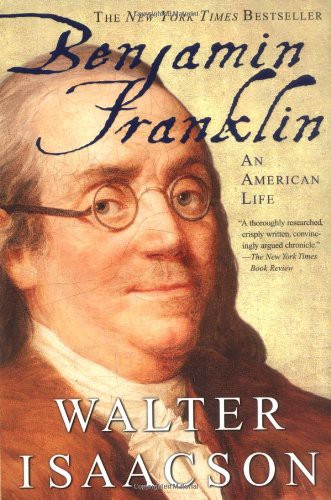 THE NEW YORK TIMES BESTSELLER
Benjamin
Franklin
AN
AMERICAN
LIFE
"A thoroughly researched,
crisply written, convinc-
ingly argued chronicle."
—The New York Times
Book Review
WALTER
ISAACSON